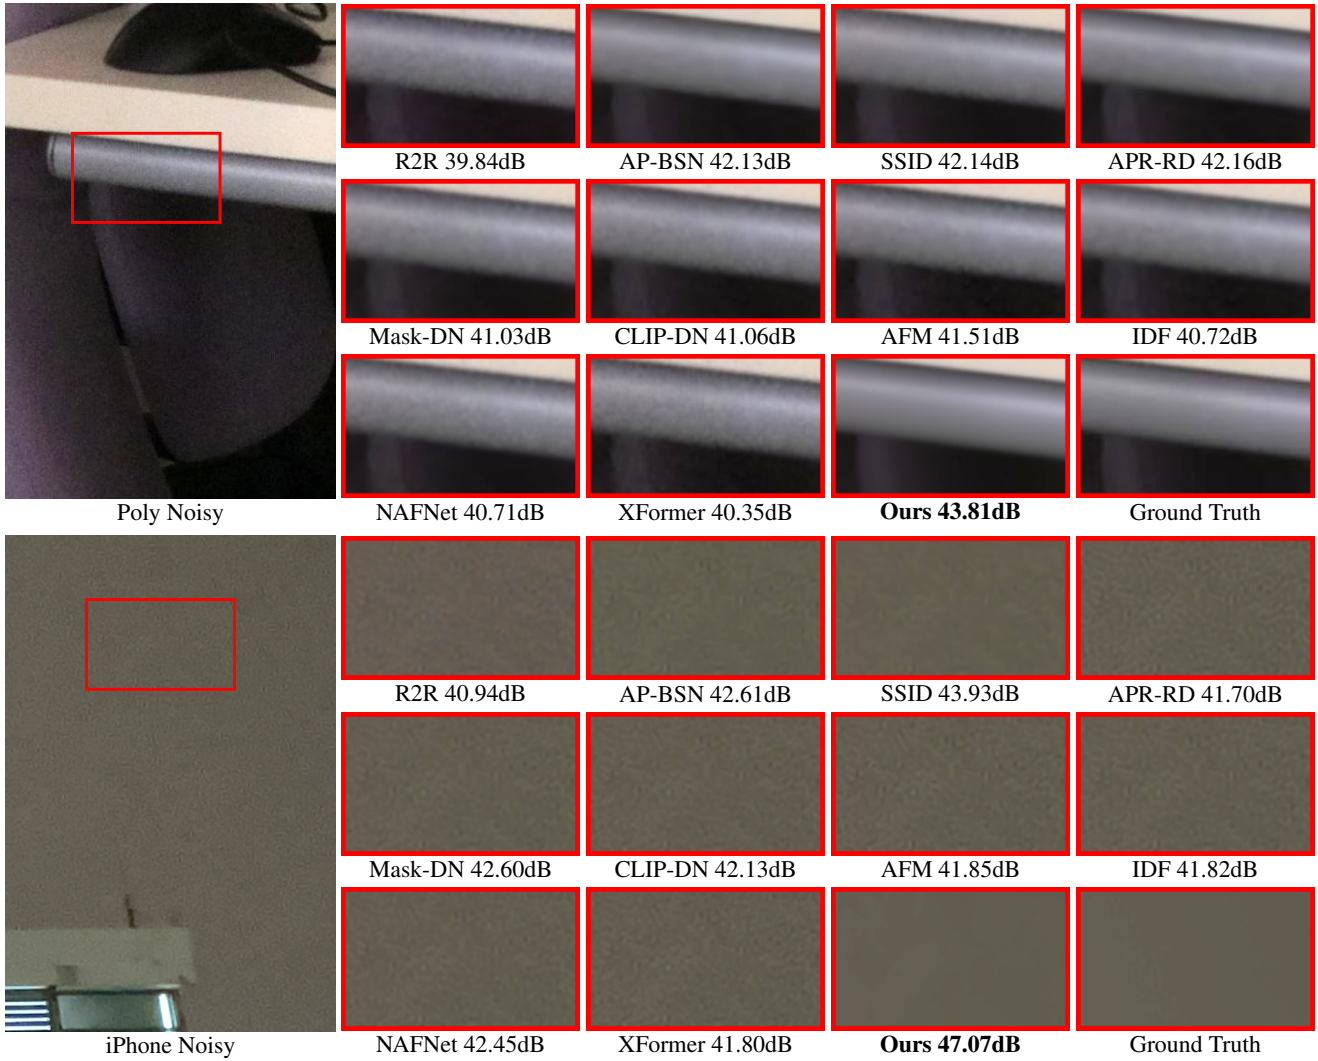 R2R 39.84dB AP-BSN 42.13dB SSID 42.14dB APR-RD 42.16dB
Mask-DN 41.03dB CLIP-DN 41.06dB AFM 41.51dB IDF 40.72dB
Poly Noisy NAFNet 40.71dB XFormer 40.35dB Ours 43.81dB Ground Truth
R2R 40.94dB AP-BSN 42.61dB SSID 43.93dB APR-RD 41.70dB
Mask-DN 42.60dB CLIP-DN 42.13dB AFM 41.85dB IDF 41.82dB
iPhone Noisy NAFNet 42.45dB XFormer 41.80dB Ours 47.07dB Ground Truth